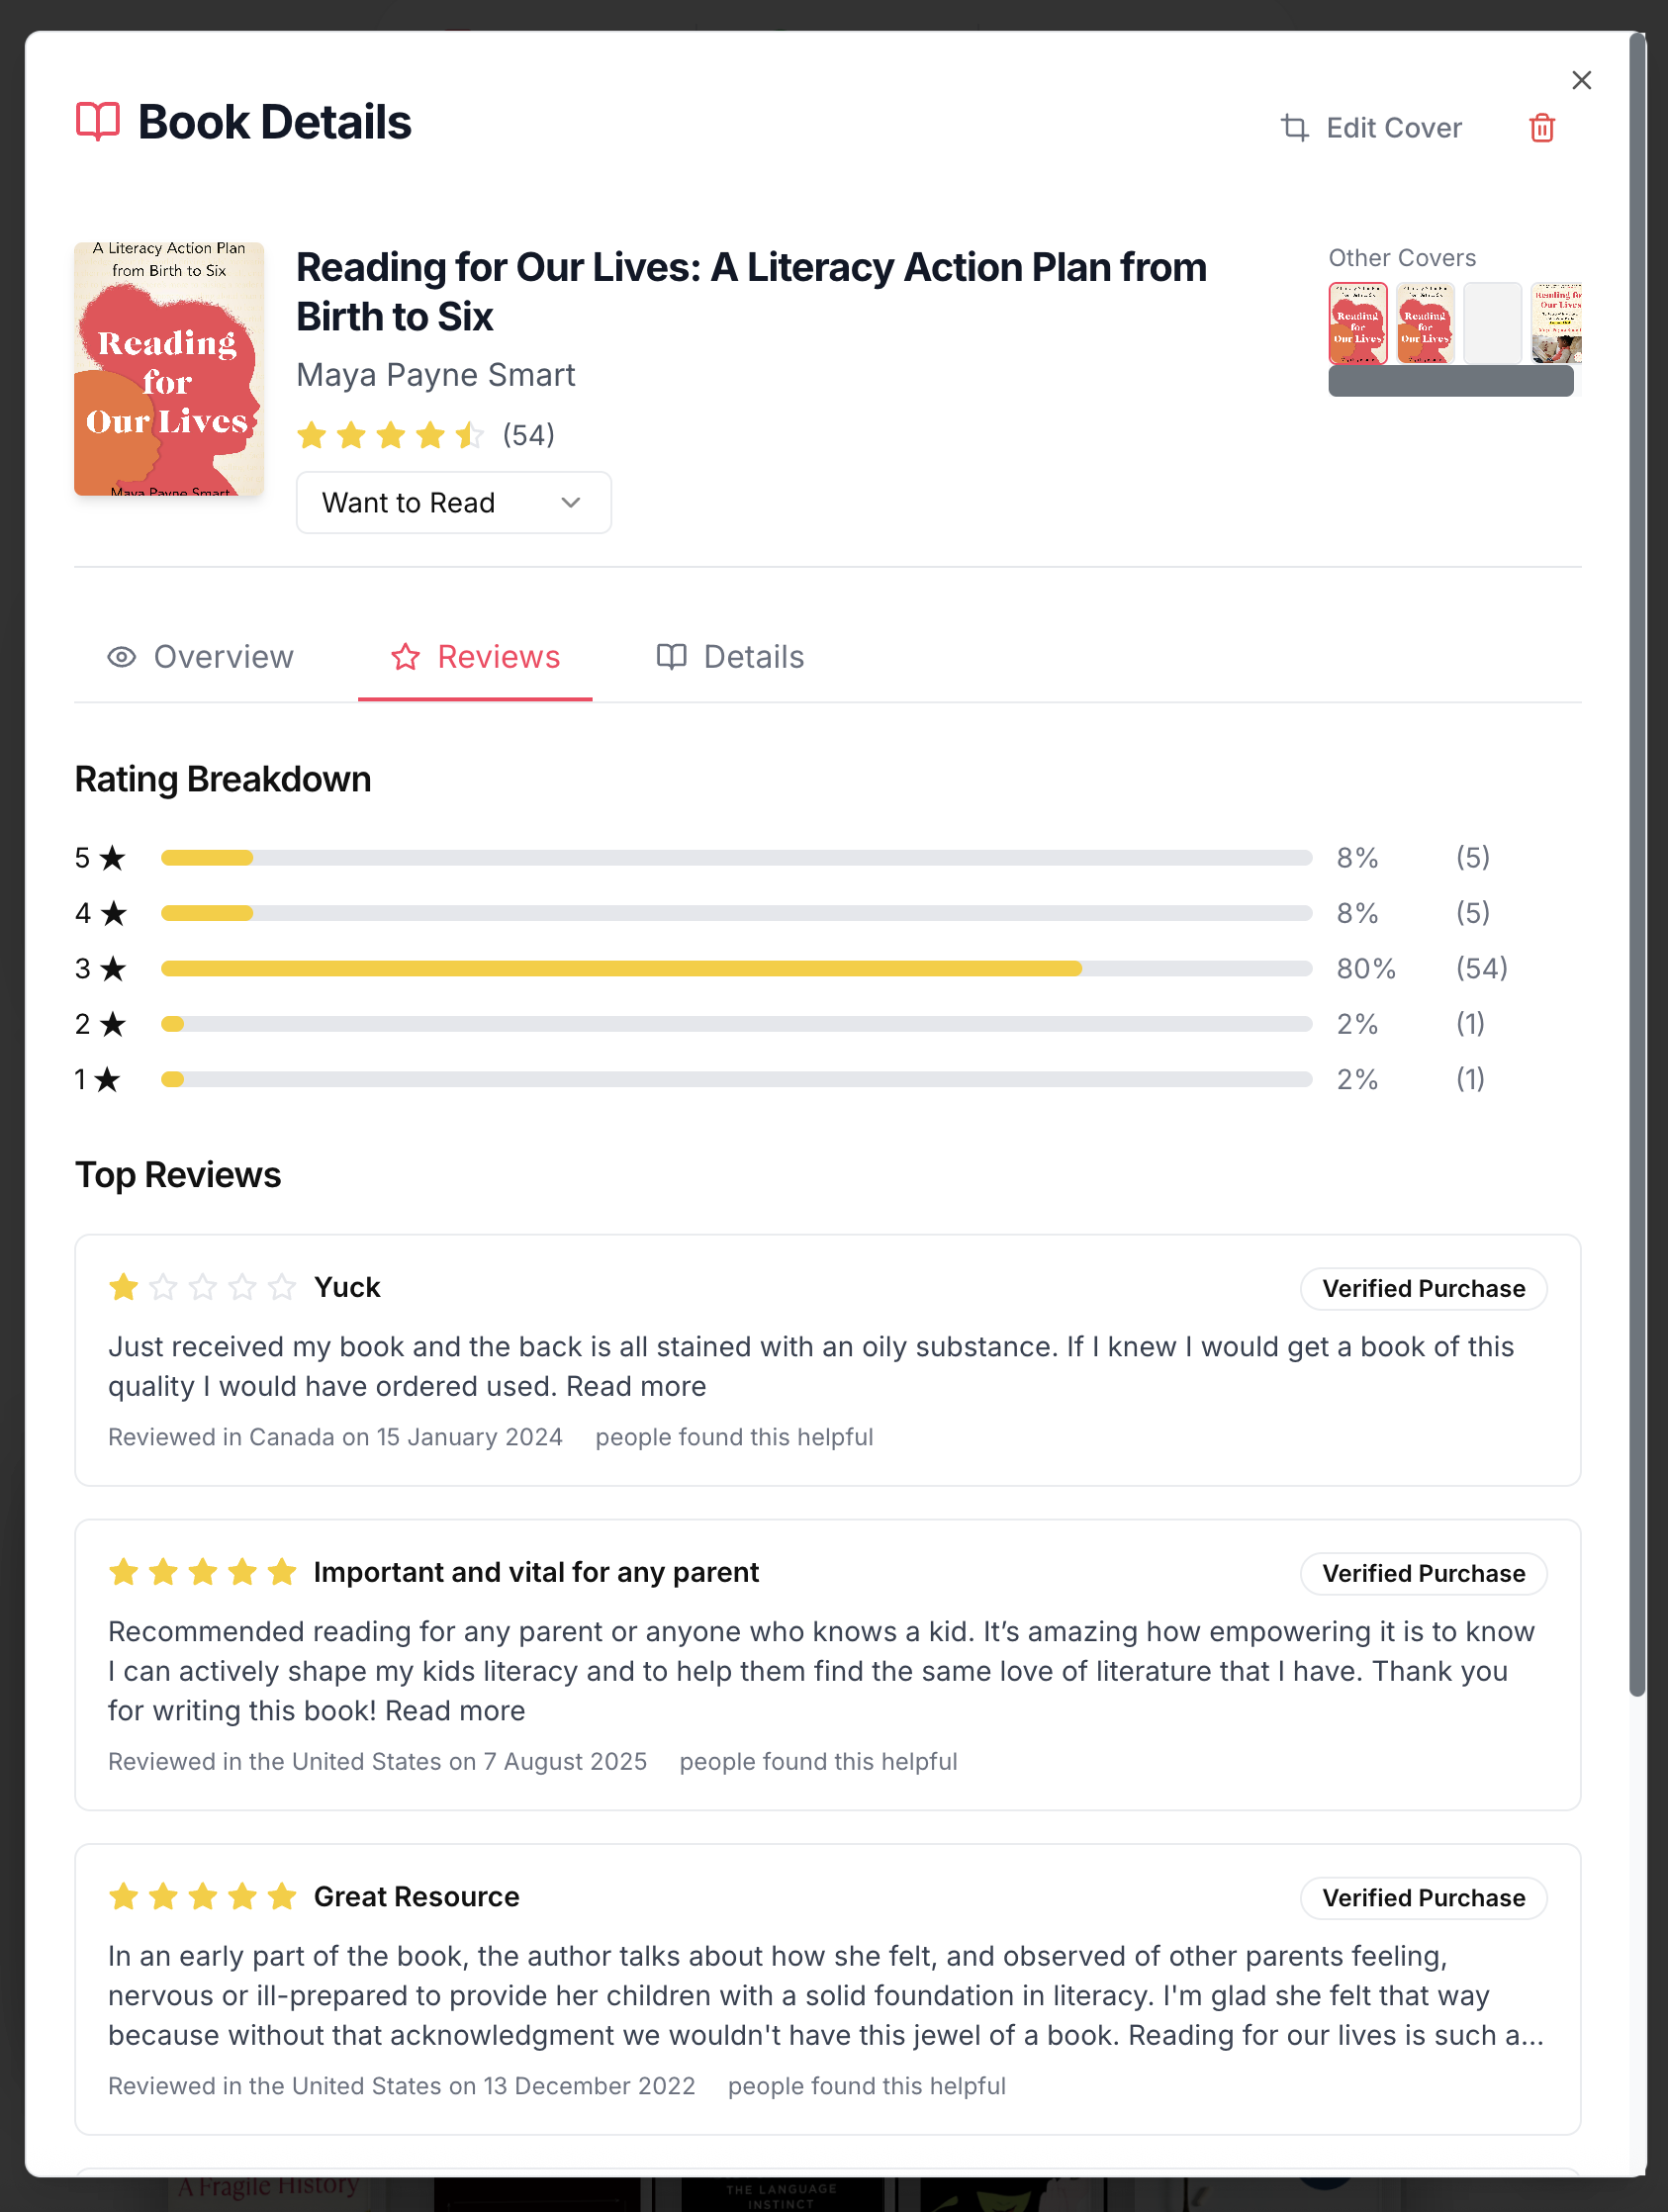 Book Details
Edit Cover
A Literacy Action Plan
from Birth to Six
Reading
for
Our Lives
Maya Payne Smart
Reading for Our Lives: A Literacy Action Plan from
Birth to Six
Maya Payne Smart
(54)
Want to Read
Other Covers
Reading
for
Our Lives
Reading
for
Our Lives
Reading for
Our Lives
Overview
Reviews
Details
Rating Breakdown
5 ★ 8% (5)
4 ★ 8% (5)
3 ★ 80% (54)
2 ★ 2% (1)
1 ★ 2% (1)
Top Reviews
Yuck
Verified Purchase
Just received my book and the back is all stained with an oily substance. If I knew I would get a book of this
quality I would have ordered used. Read more
Reviewed in Canada on 15 January 2024 people found this helpful
Important and vital for any parent
Verified Purchase
Recommended reading for any parent or anyone who knows a kid. It’s amazing how empowering it is to know
I can actively shape my kids literacy and to help them find the same love of literature that I have. Thank you
for writing this book! Read more
Reviewed in the United States on 7 August 2025 people found this helpful
Great Resource
Verified Purchase
In an early part of the book, the author talks about how she felt, and observed of other parents feeling,
nervous or ill-prepared to provide her children with a solid foundation in literacy. I'm glad she felt that way
because without that acknowledgment we wouldn't have this jewel of a book. Reading for our lives is such a...
Reviewed in the United States on 13 December 2022 people found this helpful
A Fragile History
THE LANGUAGE
INSTINCT